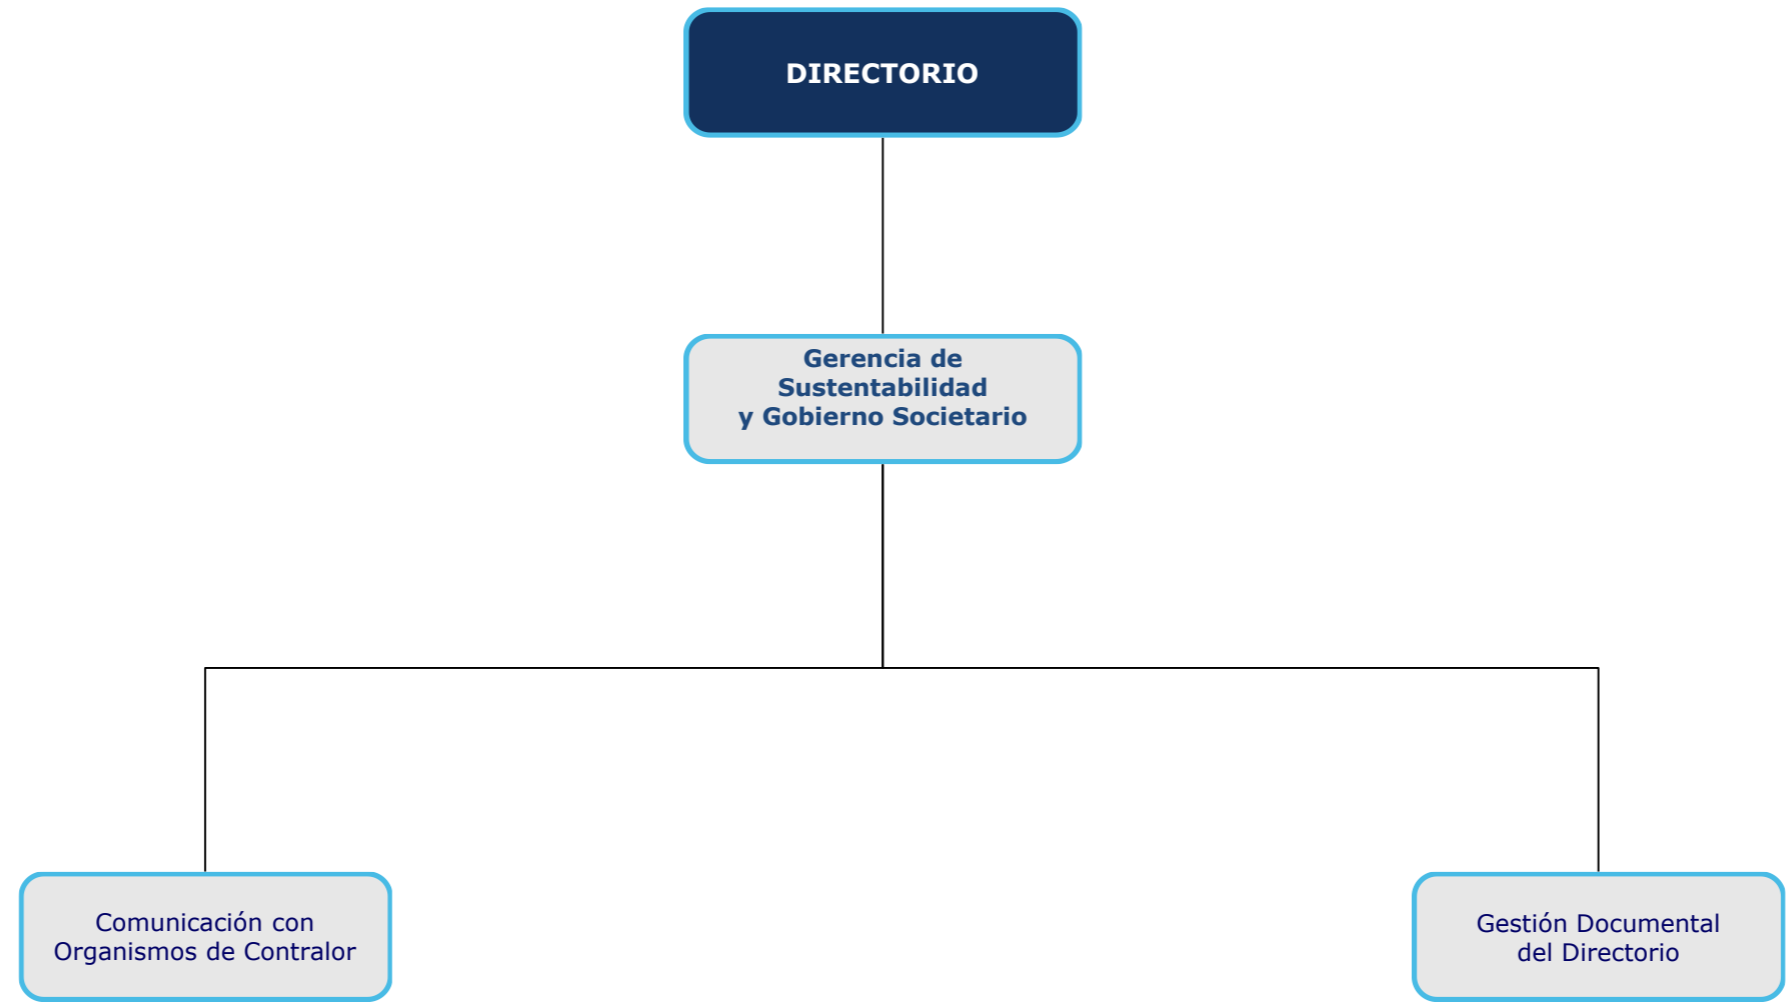 DIRECTORIO
Gerencia de
Sustentabilidad
y Gobierno Societario
Comunicación con
Organismos de Contralor
Gestión Documental
del Directorio